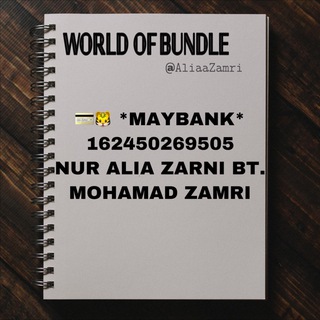 WORLD OF BUNDLE
@AliaaZamri
💳🐯 *MAYBANK*
162450269505
NUR ALIA ZARNI BT.
MOHAMAD ZAMRI